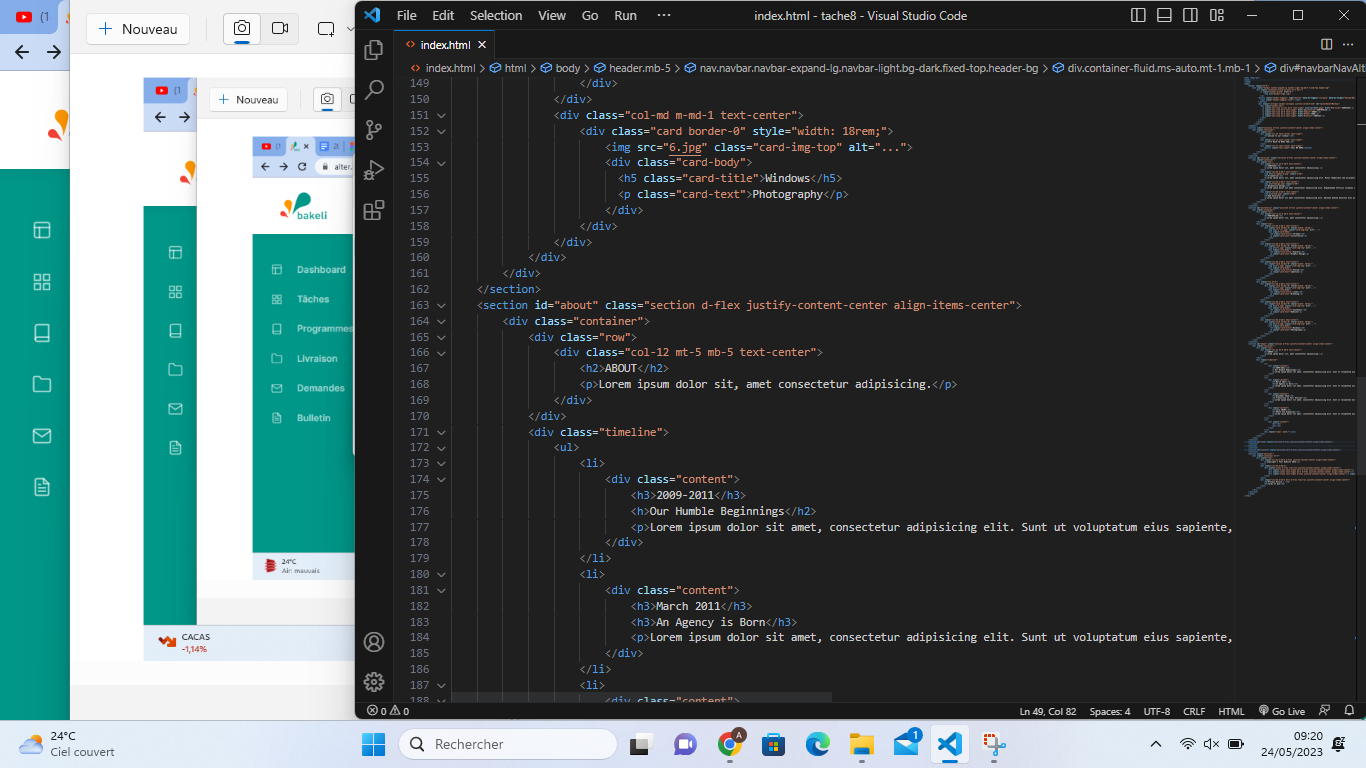 (1
Nouveau
(1
Nouveau
(1
a
alter.
bakeli
Dashboard
Tâches
Programmes
Livraison
Demandes
Bulletin
24°C
Air: mauvais
CACAS
-1,14%
File Edit Selection View Go Run ··· index.html - tache8 - Visual Studio Code
index.html
index.html > html > body > header.mb-5 > nav.navbar.navbar-expand-lg.navbar-light.bg-dark.fixed-top.header-bg > div.container-fluid.ms-auto.mt-1.mb-1 > div#navbarNavAlt
149 </div>
150 </div>
151 <div class="col-md m-md-1 text-center">
152 <div class="card border-0" style="width: 18rem;">
153 <img src="6.jpg" class="card-img-top" alt="...">
154 <div class="card-body">
155 <h5 class="card-title">Windows</h5>
156 <p class="card-text">Photography</p>
157 </div>
158 </div>
159 </div>
160 </div>
161 </div>
162 </section>
163 <section id="about" class="section d-flex justify-content-center align-items-center">
164 <div class="container">
165 <div class="row">
166 <div class="col-12 mt-5 mb-5 text-center">
167 <h2>ABOUT</h2>
168 <p>Lorem ipsum dolor sit, amet consectetur adipisicing.</p>
169 </div>
170 </div>
171 <div class="timeline">
172 <ul>
173 <li>
174 <div class="content">
175 <h3>2009-2011</h3>
176 <h>Our Humble Beginnings</h2>
177 <p>Lorem ipsum dolor sit amet, consectetur adipisicing elit. Sunt ut voluptatum eius sapiente,
178 </div>
179 </li>
180 <li>
181 <div class="content">
182 <h3>March 2011</h3>
183 <h3>An Agency is Born</h3>
184 <p>Lorem ipsum dolor sit amet, consectetur adipisicing elit. Sunt ut voluptatum eius sapiente,
185 </div>
186 </li>
187 <li>
188 <div class="content">
0 0 Ln 49, Col 82 Spaces: 4 UTF-8 CRLF HTML Go Live
24°C
Ciel couvert
Rechercher
A
1
09:20
24/05/2023